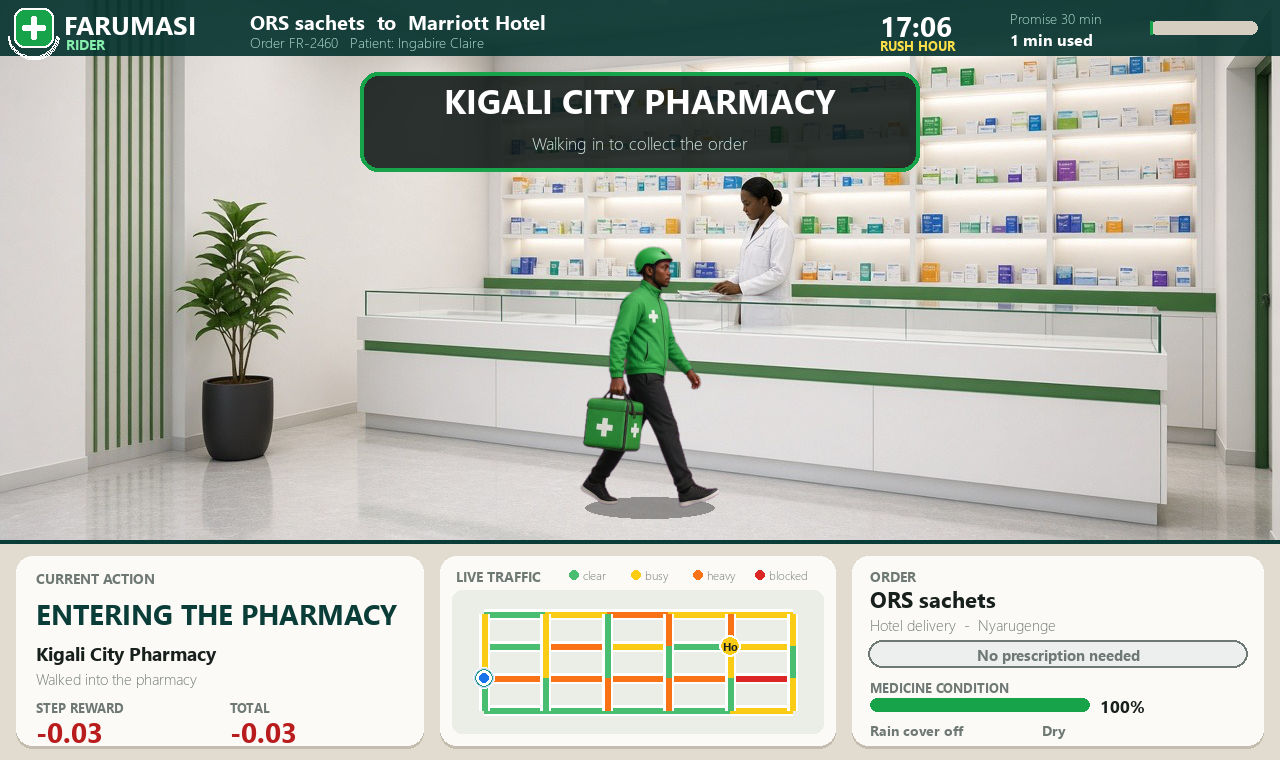 FARUMASI
RIDER
ORS sachets to Marriott Hotel
Order FR-2460 Patient: Ingabire Claire
17:06
RUSH HOUR
Promise 30 min
1 min used
KIGALI CITY PHARMACY
Walking in to collect the order
CURRENT ACTION
ENTERING THE PHARMACY
Kigali City Pharmacy
Walked into the pharmacy
STEP REWARD TOTAL
-0.03 -0.03
LIVE TRAFFIC clear busy heavy blocked
Ho
ORDER
ORS sachets
Hotel delivery - Nyarugenge
No prescription needed
MEDICINE CONDITION
100%
Rain cover off Dry